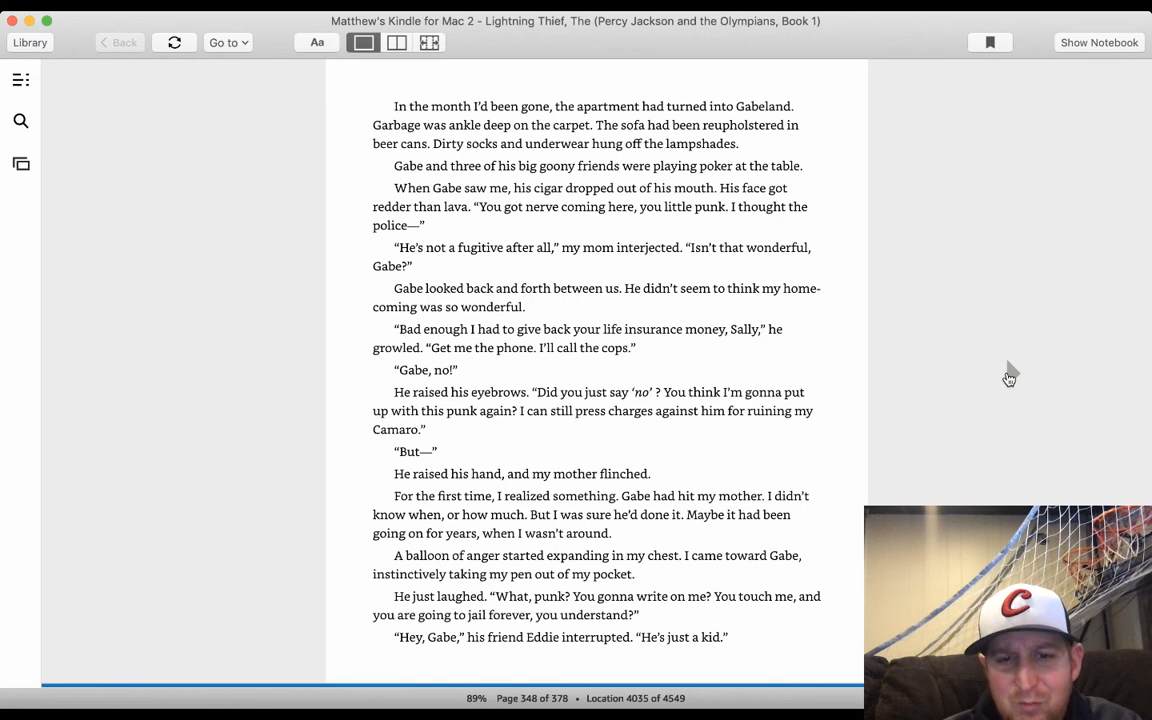 Matthew's Kindle for Mac 2 - Lightning Thief, The (Percy Jackson and the Olympians, Book 1)
Library Back Go to Aa Show Notebook
In the month I'd been gone, the apartment had turned into Gabeland.
Garbage was ankle deep on the carpet. The sofa had been reupholstered in
beer cans. Dirty socks and underwear hung off the lampshades.
Gabe and three of his big goony friends were playing poker at the table.
When Gabe saw me, his cigar dropped out of his mouth. His face got
redder than lava. “You got nerve coming here, you little punk. I thought the
police—”
“He's not a fugitive after all,” my mom interjected. “Isn't that wonderful,
Gabe?”
Gabe looked back and forth between us. He didn't seem to think my home-
coming was so wonderful.
“Bad enough I had to give back your life insurance money, Sally,” he
growled. “Get me the phone. I'll call the cops.”
“Gabe, no!”
He raised his eyebrows. “Did you just say ‘no’ ? You think I'm gonna put
up with this punk again? I can still press charges against him for ruining my
Camaro.”
“But—”
He raised his hand, and my mother flinched.
For the first time, I realized something. Gabe had hit my mother. I didn't
know when, or how much. But I was sure he'd done it. Maybe it had been
going on for years, when I wasn't around.
A balloon of anger started expanding in my chest. I came toward Gabe,
instinctively taking my pen out of my pocket.
He just laughed. “What, punk? You gonna write on me? You touch me, and
you are going to jail forever, you understand?”
“Hey, Gabe,” his friend Eddie interrupted. “He's just a kid.”
C
89% Page 348 of 378 • Location 4035 of 4549